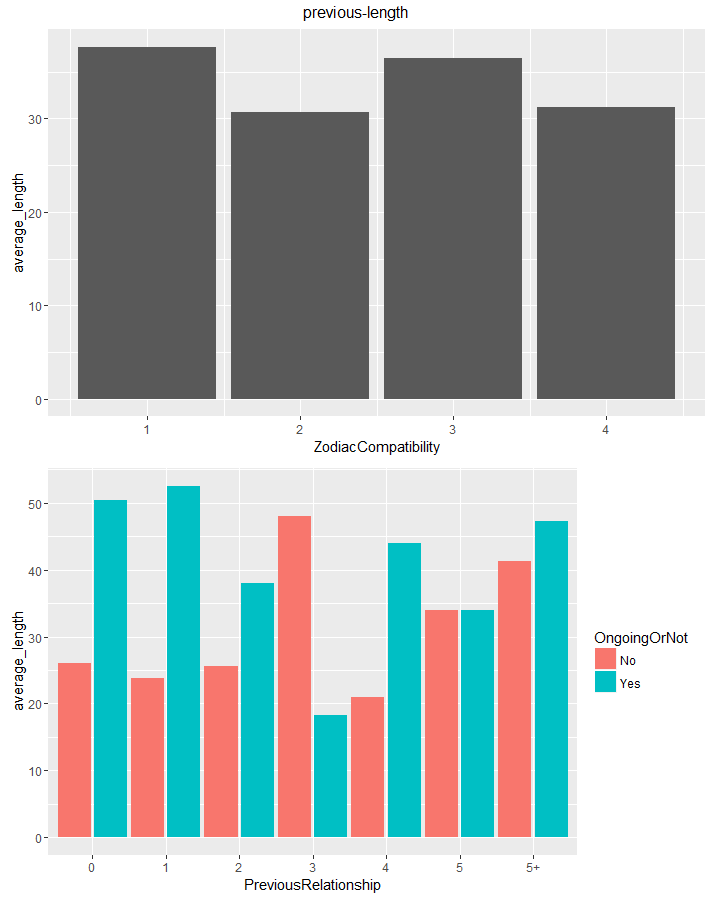 previous-length
average_length
30
20
10
0
1 2 3 4
ZodiacCompatibility
average_length
50
40
30
20
10
0
0 1 2 3 4 5 5+
PreviousRelationship
OngoingOrNot
No
Yes